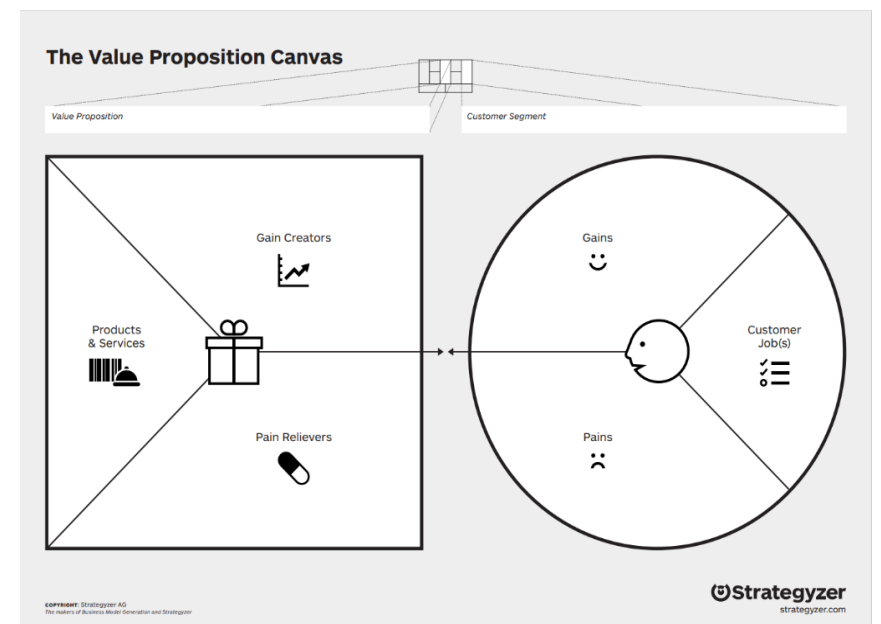 The Value Proposition Canvas
Value Proposition
Customer Segment
Gain Creators
Gains
Products
& Services
Customer
Job(s)
Pain Relievers
Pains
COPYRIGHT: Strategyzer AG
The makers of Business Model Generation and Strategyzer
Strategyzer
strategyzer.com